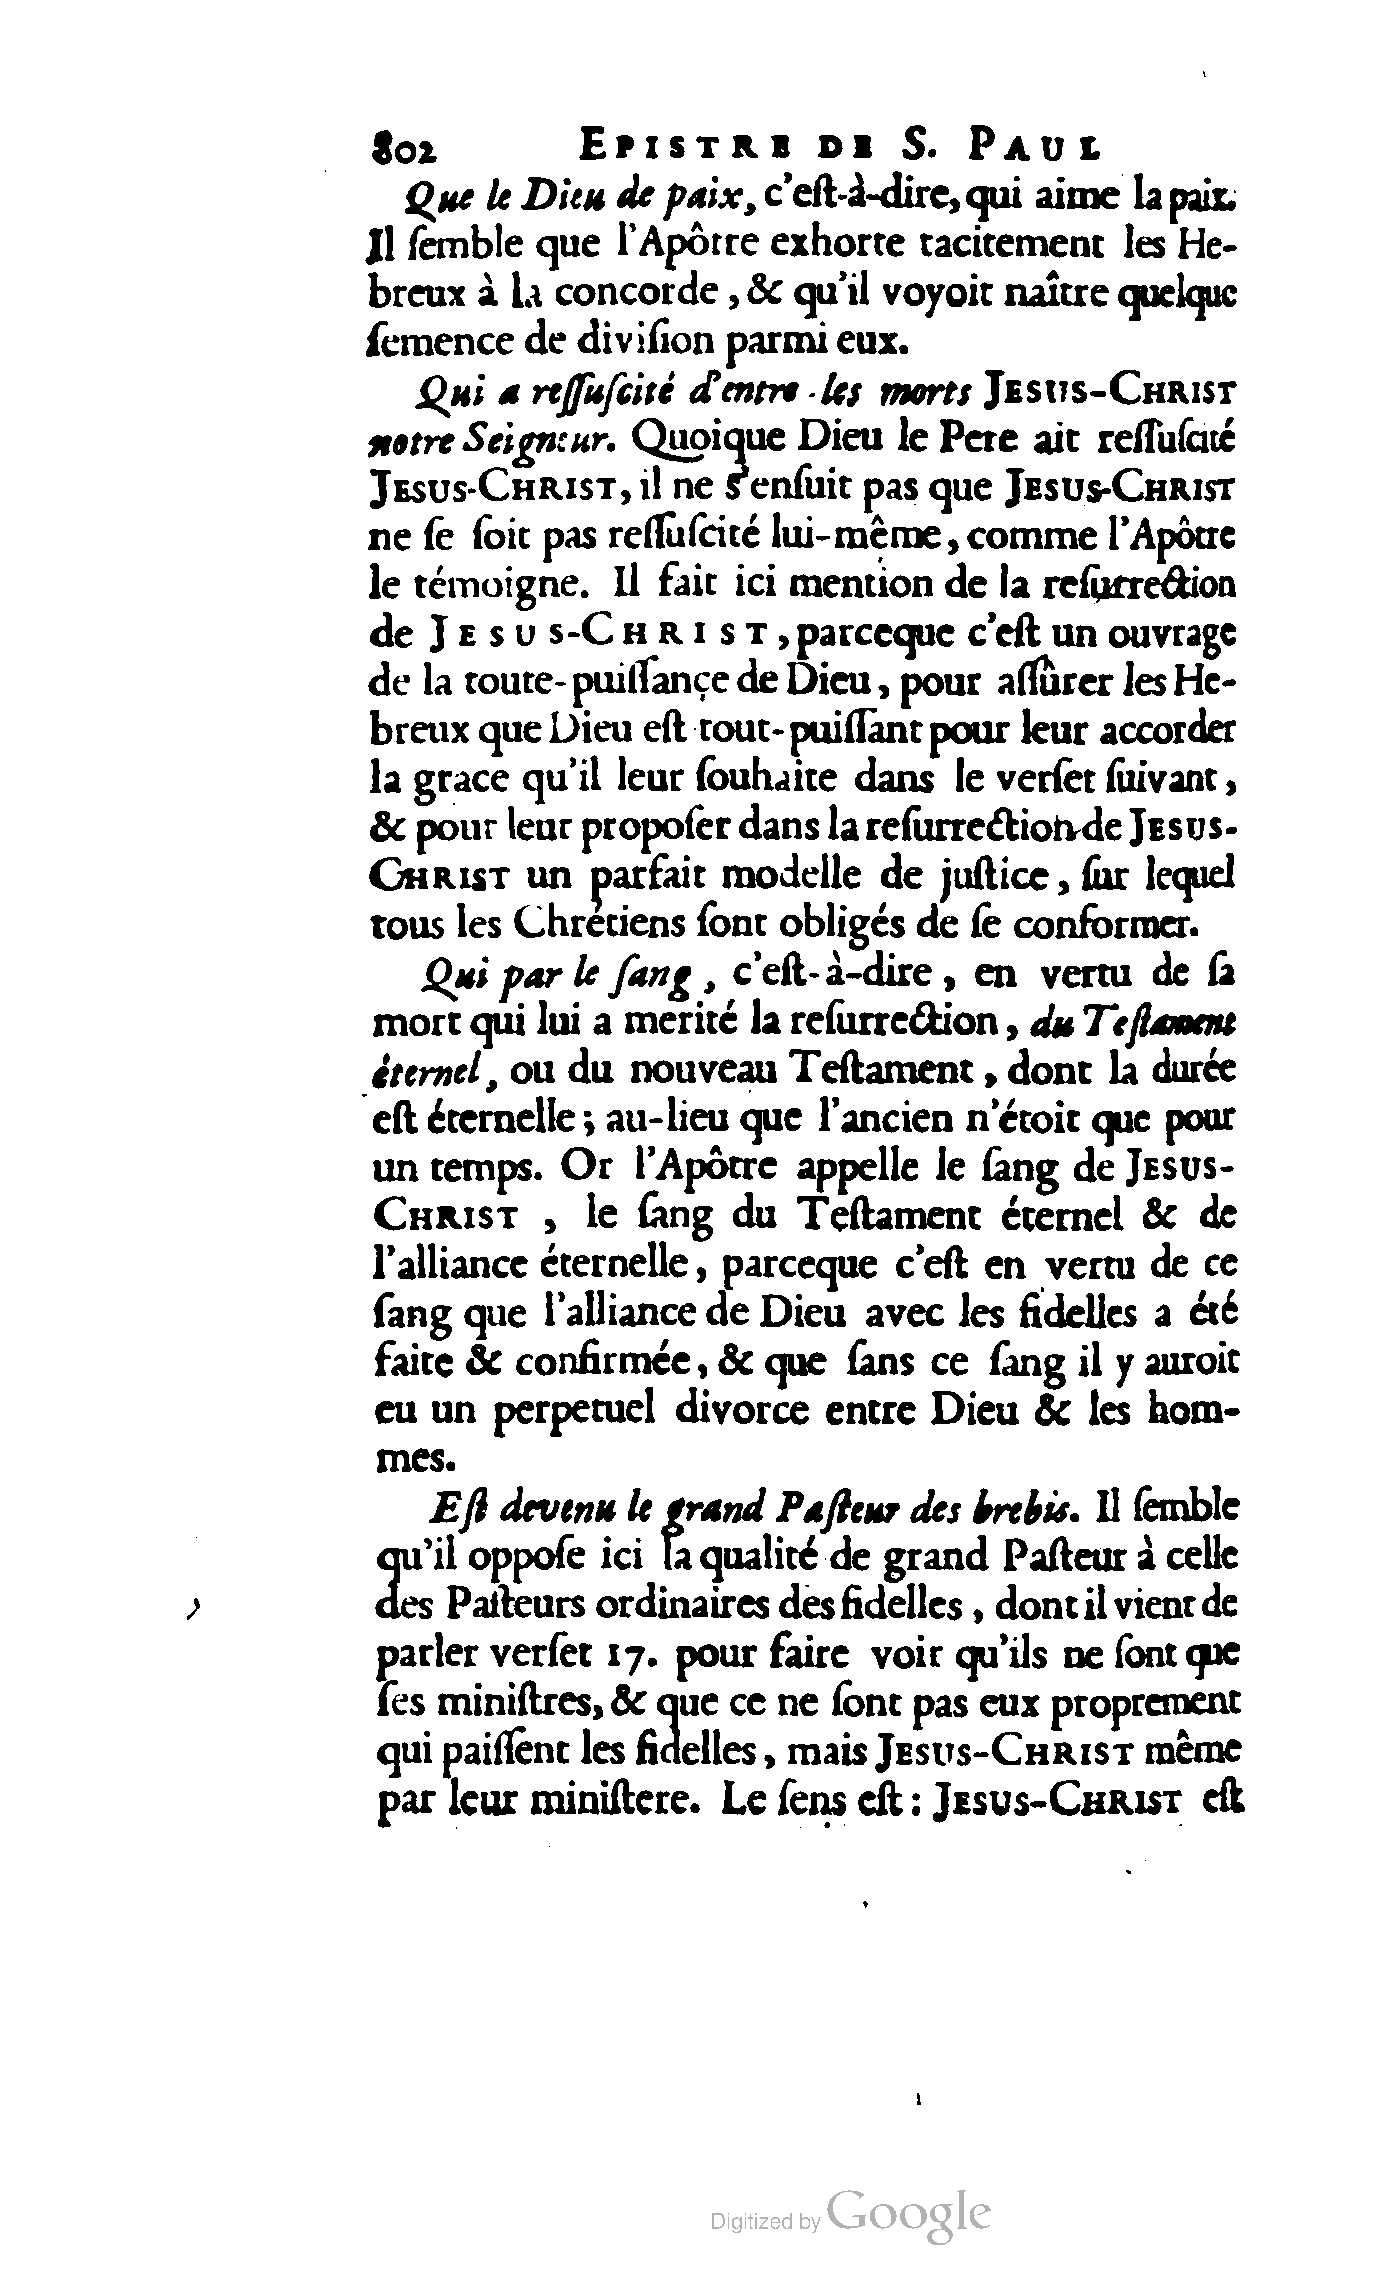 802 EPISTRE DE S. PAUL
Que le Dieu de paix, c'eſt-à-dire, qui aime la paix.
Il ſemble que l'Apôtre exhorte tacitement les He-
breux à la concorde, & qu'il voyoit naître quelque
ſemence de diviſion parmi eux.
Qui a reſſuſcité d'entre les morts JESUS-CHRIST
notre Seigneur. Quoique Dieu le Pere ait reſſuſcité
JESUS-CHRIST, il ne s'enſuit pas que JESUS-CHRIST
ne ſe ſoit pas reſſuſcité lui-même, comme l'Apôtre
le témoigne. Il fait ici mention de la reſurrection
de JESUS-CHRIST, parceque c'eſt un ouvrage
de la toute-puiſſance de Dieu, pour aſſûrer les He-
breux que Dieu eſt tout-puiſſant pour leur accorder
la grace qu'il leur ſouhaite dans le verſet ſuivant,
& pour leur propoſer dans la reſurrection de JESUS-
CHRIST un parfait modelle de juſtice, ſur lequel
tous les Chrétiens ſont obligés de ſe conformer.
Qui par le ſang, c'eſt-à-dire, en vertu de ſa
mort qui lui a merité la reſurrection, du Teſtament
éternel, ou du nouveau Teſtament, dont la durée
eſt éternelle; au-lieu que l'ancien n'étoit que pour
un temps. Or l'Apôtre appelle le ſang de JESUS-
CHRIST, le ſang du Teſtament éternel & de
l'alliance éternelle, parceque c'eſt en vertu de ce
ſang que l'alliance de Dieu avec les fidelles a été
faite & confirmée, & que ſans ce ſang il y auroit
eu un perpetuel divorce entre Dieu & les hom-
mes.
Eſt devenu le grand Paſteur des brebis. Il ſemble
qu'il oppoſe ici la qualité de grand Paſteur à celle
des Paſteurs ordinaires des fidelles, dont il vient de
parler verſet 17. pour faire voir qu'ils ne ſont que
ſes miniſtres, & que ce ne ſont pas eux proprement
qui paiſſent les fidelles, mais JESUS-CHRIST même
par leur miniſtere. Le ſens eſt: JESUS-CHRIST eſt
Digitized by Google